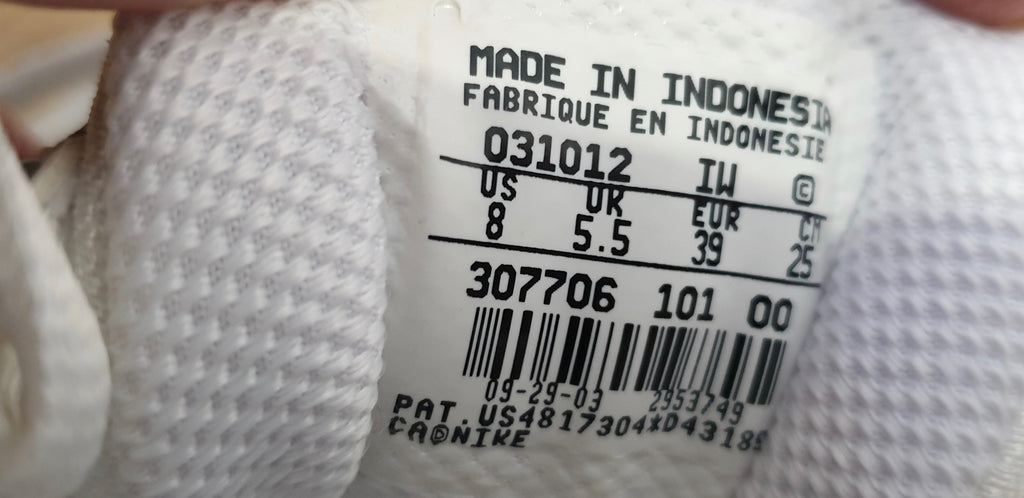 MADE IN INDONESIA
FABRIQUE EN INDONESIE
031012 IW ©
US UK EUR CM
8 5.5 39 25
307706 101 00
09-29-03 2953749
PAT.US4817304*D43189
CA©NIKE